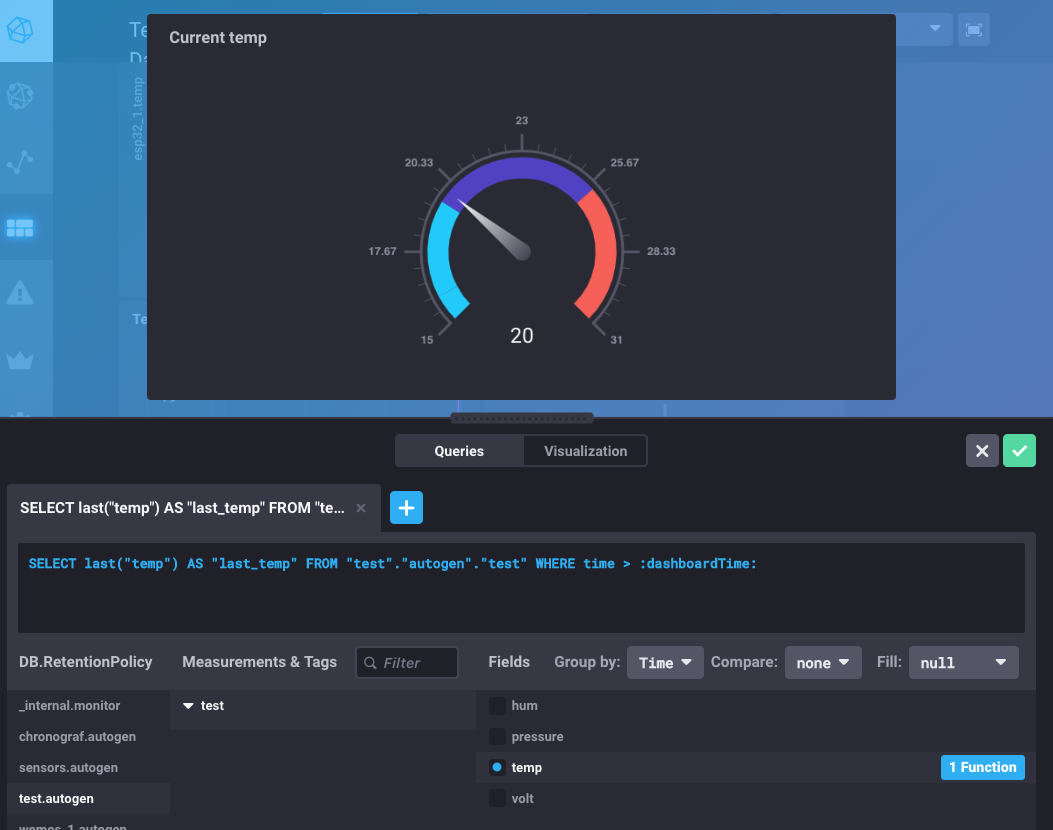 Te
Da
Current temp
esp32_1.temp
23
20.33
25.67
17.67
28.33
15
31
20
Te
Queries
Visualization
SELECT last("temp") AS "last_temp" FROM "te...
SELECT last("temp") AS "last_temp" FROM "test"."autogen"."test" WHERE time > :dashboardTime:
DB.RetentionPolicy
Measurements & Tags
Filter
Fields
Group by:
Time
Compare:
none
Fill:
null
_internal.monitor
test
hum
chronograf.autogen
pressure
sensors.autogen
temp
1 Function
test.autogen
volt
wemos_1.autogen